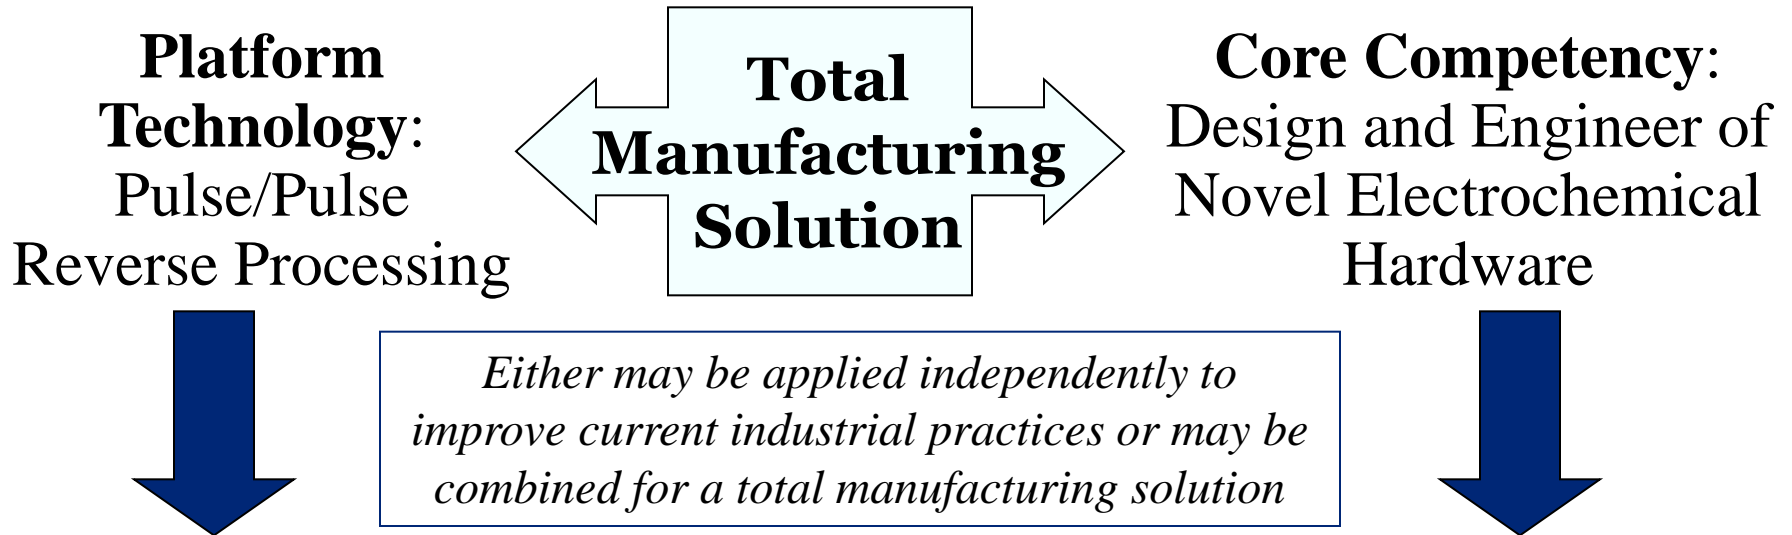 Platform
Technology:
Pulse/Pulse
Reverse Processing
Total
Manufacturing
Solution
Core Competency:
Design and Engineer of
Novel Electrochemical
Hardware
Either may be applied independently to
improve current industrial practices or may be
combined for a total manufacturing solution